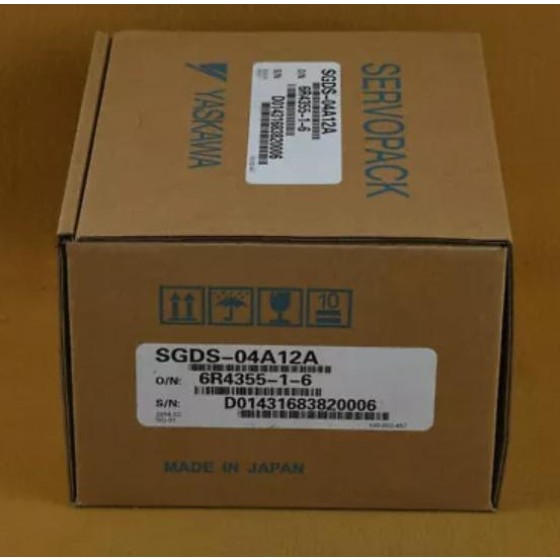 SERVOPACK
YASKAWA
SGDS-04A12A
O/N: 6R4355-1-6
S/N: D01431683820006
10
SGDS-04A12A
O/N: 6R4355-1-6
S/N: D01431683820006
MADE IN JAPAN